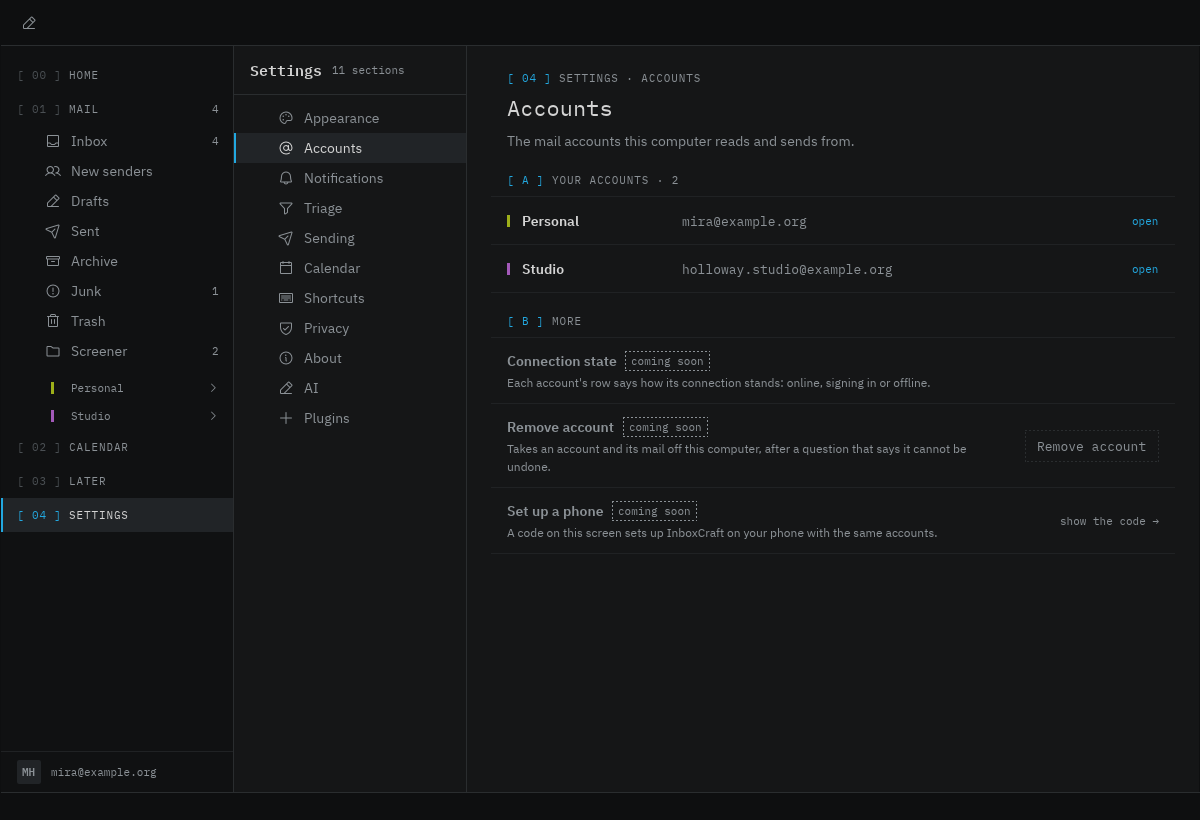 [ 00 ] HOME
[ 01 ] MAIL 4
Inbox 4
New senders
Drafts
Sent
Archive
Junk 1
Trash
Screener 2
Personal
Studio
[ 02 ] CALENDAR
[ 03 ] LATER
[ 04 ] SETTINGS
MH mira@example.org
Settings 11 sections
Appearance
Accounts
Notifications
Triage
Sending
Calendar
Shortcuts
Privacy
About
AI
Plugins
[ 04 ] SETTINGS · ACCOUNTS
Accounts
The mail accounts this computer reads and sends from.
[ A ] YOUR ACCOUNTS · 2
Personal mira@example.org open
Studio holloway.studio@example.org open
[ B ] MORE
Connection state coming soon
Each account's row says how its connection stands: online, signing in or offline.
Remove account coming soon
Takes an account and its mail off this computer, after a question that says it cannot be
undone.
Remove account
Set up a phone coming soon
A code on this screen sets up InboxCraft on your phone with the same accounts.
show the code →